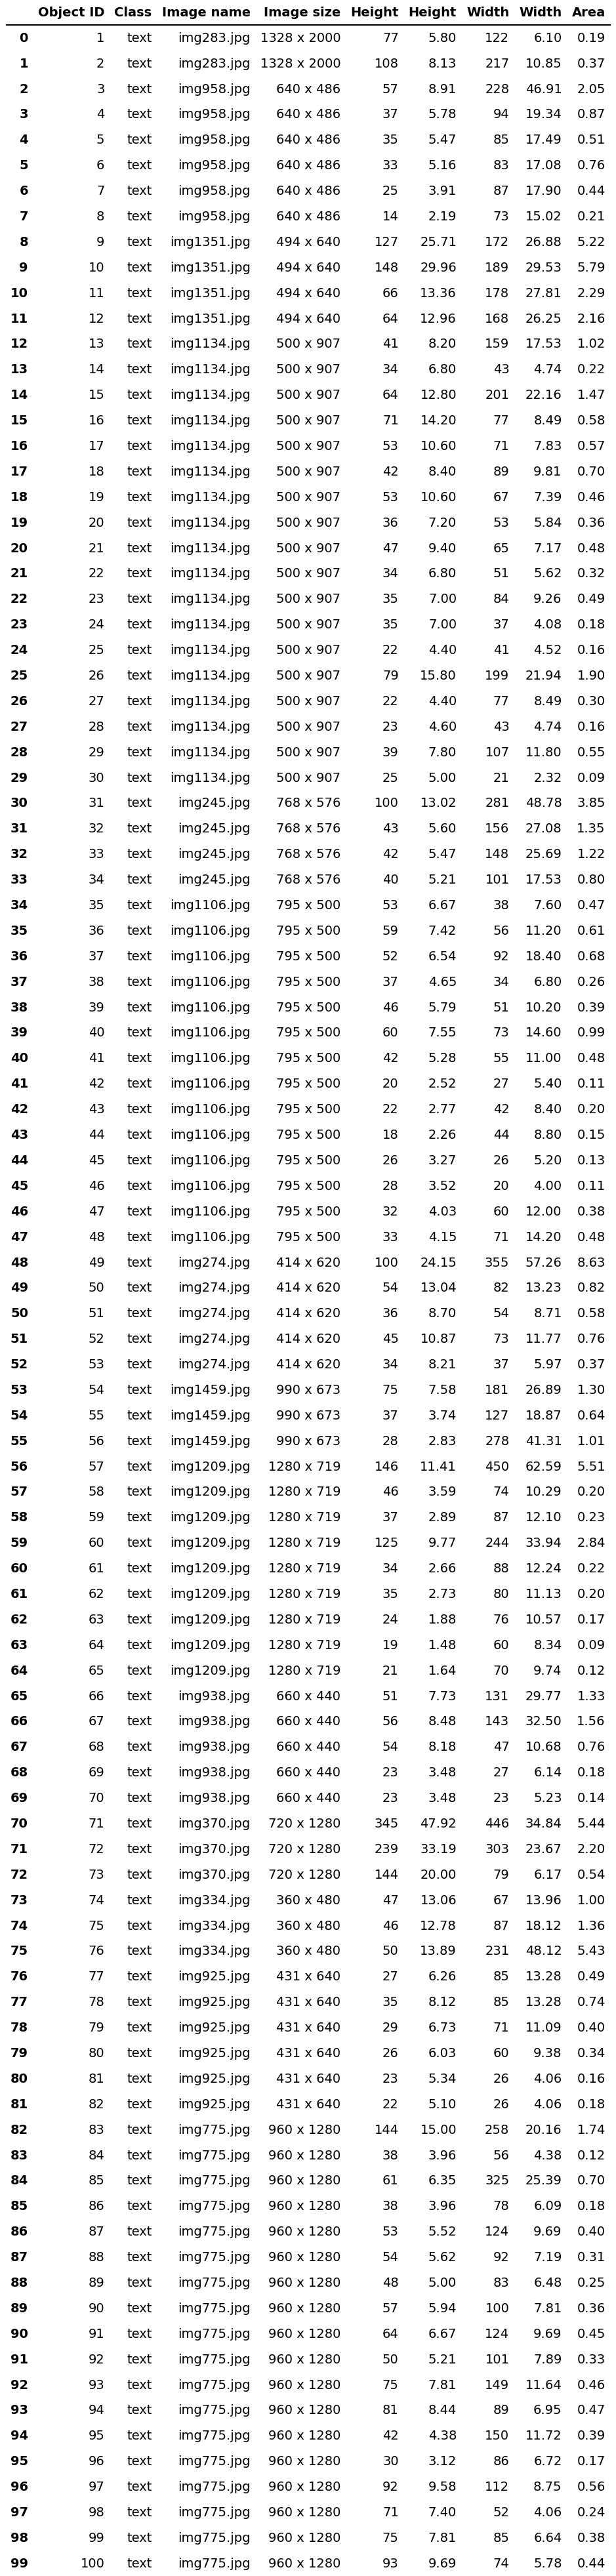 Object ID Class Image name Image size Height Height Width Width Area
0 1 text img283.jpg 1328 x 2000 77 5.80 122 6.10 0.19
1 2 text img283.jpg 1328 x 2000 108 8.13 217 10.85 0.37
2 3 text img958.jpg 640 x 486 57 8.91 228 46.91 2.05
3 4 text img958.jpg 640 x 486 37 5.78 94 19.34 0.87
4 5 text img958.jpg 640 x 486 35 5.47 85 17.49 0.51
5 6 text img958.jpg 640 x 486 33 5.16 83 17.08 0.76
6 7 text img958.jpg 640 x 486 25 3.91 87 17.90 0.44
7 8 text img958.jpg 640 x 486 14 2.19 73 15.02 0.21
8 9 text img1351.jpg 494 x 640 127 25.71 172 26.88 5.22
9 10 text img1351.jpg 494 x 640 148 29.96 189 29.53 5.79
10 11 text img1351.jpg 494 x 640 66 13.36 178 27.81 2.29
11 12 text img1351.jpg 494 x 640 64 12.96 168 26.25 2.16
12 13 text img1134.jpg 500 x 907 41 8.20 159 17.53 1.02
13 14 text img1134.jpg 500 x 907 34 6.80 43 4.74 0.22
14 15 text img1134.jpg 500 x 907 64 12.80 201 22.16 1.47
15 16 text img1134.jpg 500 x 907 71 14.20 77 8.49 0.58
16 17 text img1134.jpg 500 x 907 53 10.60 71 7.83 0.57
17 18 text img1134.jpg 500 x 907 42 8.40 89 9.81 0.70
18 19 text img1134.jpg 500 x 907 53 10.60 67 7.39 0.46
19 20 text img1134.jpg 500 x 907 36 7.20 53 5.84 0.36
20 21 text img1134.jpg 500 x 907 47 9.40 65 7.17 0.48
21 22 text img1134.jpg 500 x 907 34 6.80 51 5.62 0.32
22 23 text img1134.jpg 500 x 907 35 7.00 84 9.26 0.49
23 24 text img1134.jpg 500 x 907 35 7.00 37 4.08 0.18
24 25 text img1134.jpg 500 x 907 22 4.40 41 4.52 0.16
25 26 text img1134.jpg 500 x 907 79 15.80 199 21.94 1.90
26 27 text img1134.jpg 500 x 907 22 4.40 77 8.49 0.30
27 28 text img1134.jpg 500 x 907 23 4.60 43 4.74 0.16
28 29 text img1134.jpg 500 x 907 39 7.80 107 11.80 0.55
29 30 text img1134.jpg 500 x 907 25 5.00 21 2.32 0.09
30 31 text img245.jpg 768 x 576 100 13.02 281 48.78 3.85
31 32 text img245.jpg 768 x 576 43 5.60 156 27.08 1.35
32 33 text img245.jpg 768 x 576 42 5.47 148 25.69 1.22
33 34 text img245.jpg 768 x 576 40 5.21 101 17.53 0.80
34 35 text img1106.jpg 795 x 500 53 6.67 38 7.60 0.47
35 36 text img1106.jpg 795 x 500 59 7.42 56 11.20 0.61
36 37 text img1106.jpg 795 x 500 52 6.54 92 18.40 0.68
37 38 text img1106.jpg 795 x 500 37 4.65 34 6.80 0.26
38 39 text img1106.jpg 795 x 500 46 5.79 51 10.20 0.39
39 40 text img1106.jpg 795 x 500 60 7.55 73 14.60 0.99
40 41 text img1106.jpg 795 x 500 42 5.28 55 11.00 0.48
41 42 text img1106.jpg 795 x 500 20 2.52 27 5.40 0.11
42 43 text img1106.jpg 795 x 500 22 2.77 42 8.40 0.20
43 44 text img1106.jpg 795 x 500 18 2.26 44 8.80 0.15
44 45 text img1106.jpg 795 x 500 26 3.27 26 5.20 0.13
45 46 text img1106.jpg 795 x 500 28 3.52 20 4.00 0.11
46 47 text img1106.jpg 795 x 500 32 4.03 60 12.00 0.38
47 48 text img1106.jpg 795 x 500 33 4.15 71 14.20 0.48
48 49 text img274.jpg 414 x 620 100 24.15 355 57.26 8.63
49 50 text img274.jpg 414 x 620 54 13.04 82 13.23 0.82
50 51 text img274.jpg 414 x 620 36 8.70 54 8.71 0.58
51 52 text img274.jpg 414 x 620 45 10.87 73 11.77 0.76
52 53 text img274.jpg 414 x 620 34 8.21 37 5.97 0.37
53 54 text img1459.jpg 990 x 673 75 7.58 181 26.89 1.30
54 55 text img1459.jpg 990 x 673 37 3.74 127 18.87 0.64
55 56 text img1459.jpg 990 x 673 28 2.83 278 41.31 1.01
56 57 text img1209.jpg 1280 x 719 146 11.41 450 62.59 5.51
57 58 text img1209.jpg 1280 x 719 46 3.59 74 10.29 0.20
58 59 text img1209.jpg 1280 x 719 37 2.89 87 12.10 0.23
59 60 text img1209.jpg 1280 x 719 125 9.77 244 33.94 2.84
60 61 text img1209.jpg 1280 x 719 34 2.66 88 12.24 0.22
61 62 text img1209.jpg 1280 x 719 35 2.73 80 11.13 0.20
62 63 text img1209.jpg 1280 x 719 24 1.88 76 10.57 0.17
63 64 text img1209.jpg 1280 x 719 19 1.48 60 8.34 0.09
64 65 text img1209.jpg 1280 x 719 21 1.64 70 9.74 0.12
65 66 text img938.jpg 660 x 440 51 7.73 131 29.77 1.33
66 67 text img938.jpg 660 x 440 56 8.48 143 32.50 1.56
67 68 text img938.jpg 660 x 440 54 8.18 47 10.68 0.76
68 69 text img938.jpg 660 x 440 23 3.48 27 6.14 0.18
69 70 text img938.jpg 660 x 440 23 3.48 23 5.23 0.14
70 71 text img370.jpg 720 x 1280 345 47.92 446 34.84 5.44
71 72 text img370.jpg 720 x 1280 239 33.19 303 23.67 2.20
72 73 text img370.jpg 720 x 1280 144 20.00 79 6.17 0.54
73 74 text img334.jpg 360 x 480 47 13.06 67 13.96 1.00
74 75 text img334.jpg 360 x 480 46 12.78 87 18.12 1.36
75 76 text img334.jpg 360 x 480 50 13.89 231 48.12 5.43
76 77 text img925.jpg 431 x 640 27 6.26 85 13.28 0.49
77 78 text img925.jpg 431 x 640 35 8.12 85 13.28 0.74
78 79 text img925.jpg 431 x 640 29 6.73 71 11.09 0.40
79 80 text img925.jpg 431 x 640 26 6.03 60 9.38 0.34
80 81 text img925.jpg 431 x 640 23 5.34 26 4.06 0.16
81 82 text img925.jpg 431 x 640 22 5.10 26 4.06 0.18
82 83 text img775.jpg 960 x 1280 144 15.00 258 20.16 1.74
83 84 text img775.jpg 960 x 1280 38 3.96 56 4.38 0.12
84 85 text img775.jpg 960 x 1280 61 6.35 325 25.39 0.70
85 86 text img775.jpg 960 x 1280 38 3.96 78 6.09 0.18
86 87 text img775.jpg 960 x 1280 53 5.52 124 9.69 0.40
87 88 text img775.jpg 960 x 1280 54 5.62 92 7.19 0.31
88 89 text img775.jpg 960 x 1280 48 5.00 83 6.48 0.25
89 90 text img775.jpg 960 x 1280 57 5.94 100 7.81 0.36
90 91 text img775.jpg 960 x 1280 64 6.67 124 9.69 0.45
91 92 text img775.jpg 960 x 1280 50 5.21 101 7.89 0.33
92 93 text img775.jpg 960 x 1280 75 7.81 149 11.64 0.46
93 94 text img775.jpg 960 x 1280 81 8.44 89 6.95 0.47
94 95 text img775.jpg 960 x 1280 42 4.38 150 11.72 0.39
95 96 text img775.jpg 960 x 1280 30 3.12 86 6.72 0.17
96 97 text img775.jpg 960 x 1280 92 9.58 112 8.75 0.56
97 98 text img775.jpg 960 x 1280 71 7.40 52 4.06 0.24
98 99 text img775.jpg 960 x 1280 75 7.81 85 6.64 0.38
99 100 text img775.jpg 960 x 1280 93 9.69 74 5.78 0.44